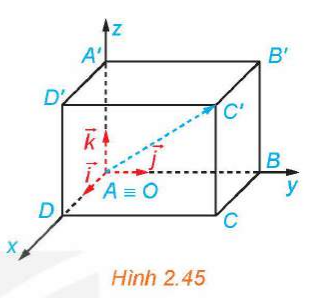 z
A' B'
D' C'
k⃗ j⃗
i⃗ B
A ≡ O y
D C
x
Hình 2.45